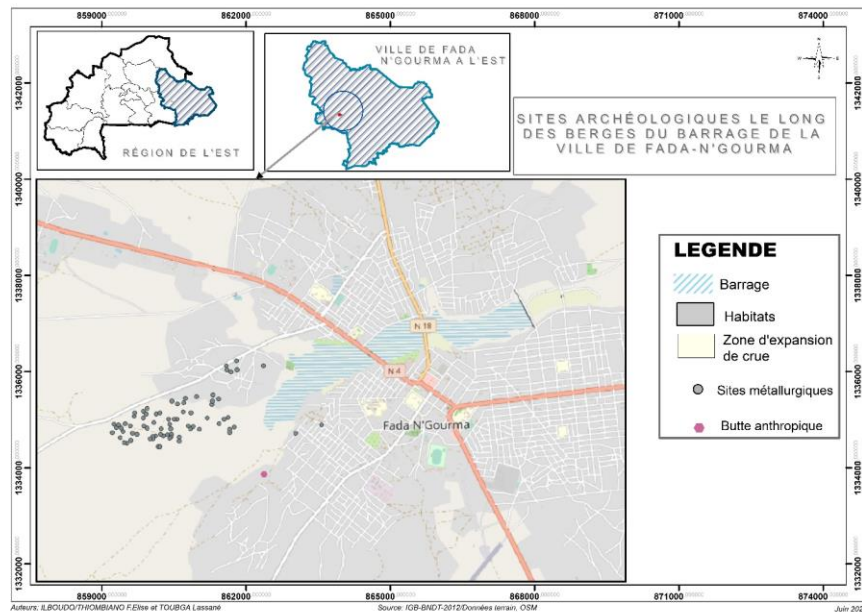 859000 862000 865000 868000 871000 874000
VILLE DE FADA
N'GOURMA A L'EST
RÉGION DE L'EST
SITES ARCHÉOLOGIQUES LE LONG
DES BERGES DU BARRAGE DE LA
VILLE DE FADA-N'GOURMA
1342000
1340000
1338000
1336000
1334000
1332000
1342000
1340000
1338000
1336000
1334000
1332000
N 18
N 4
Fada N'Gourma
LEGENDE
Barrage
Habitats
Zone d'expansion
de crue
Sites métallurgiques
Butte anthropique
859000 862000 865000 868000 871000 874000
Auteurs: ILBOUDO/THIOMBIANO F.Elise et TOUBGA Lassané
Source: IGB-BNDT-2012/Données terrain, OSM